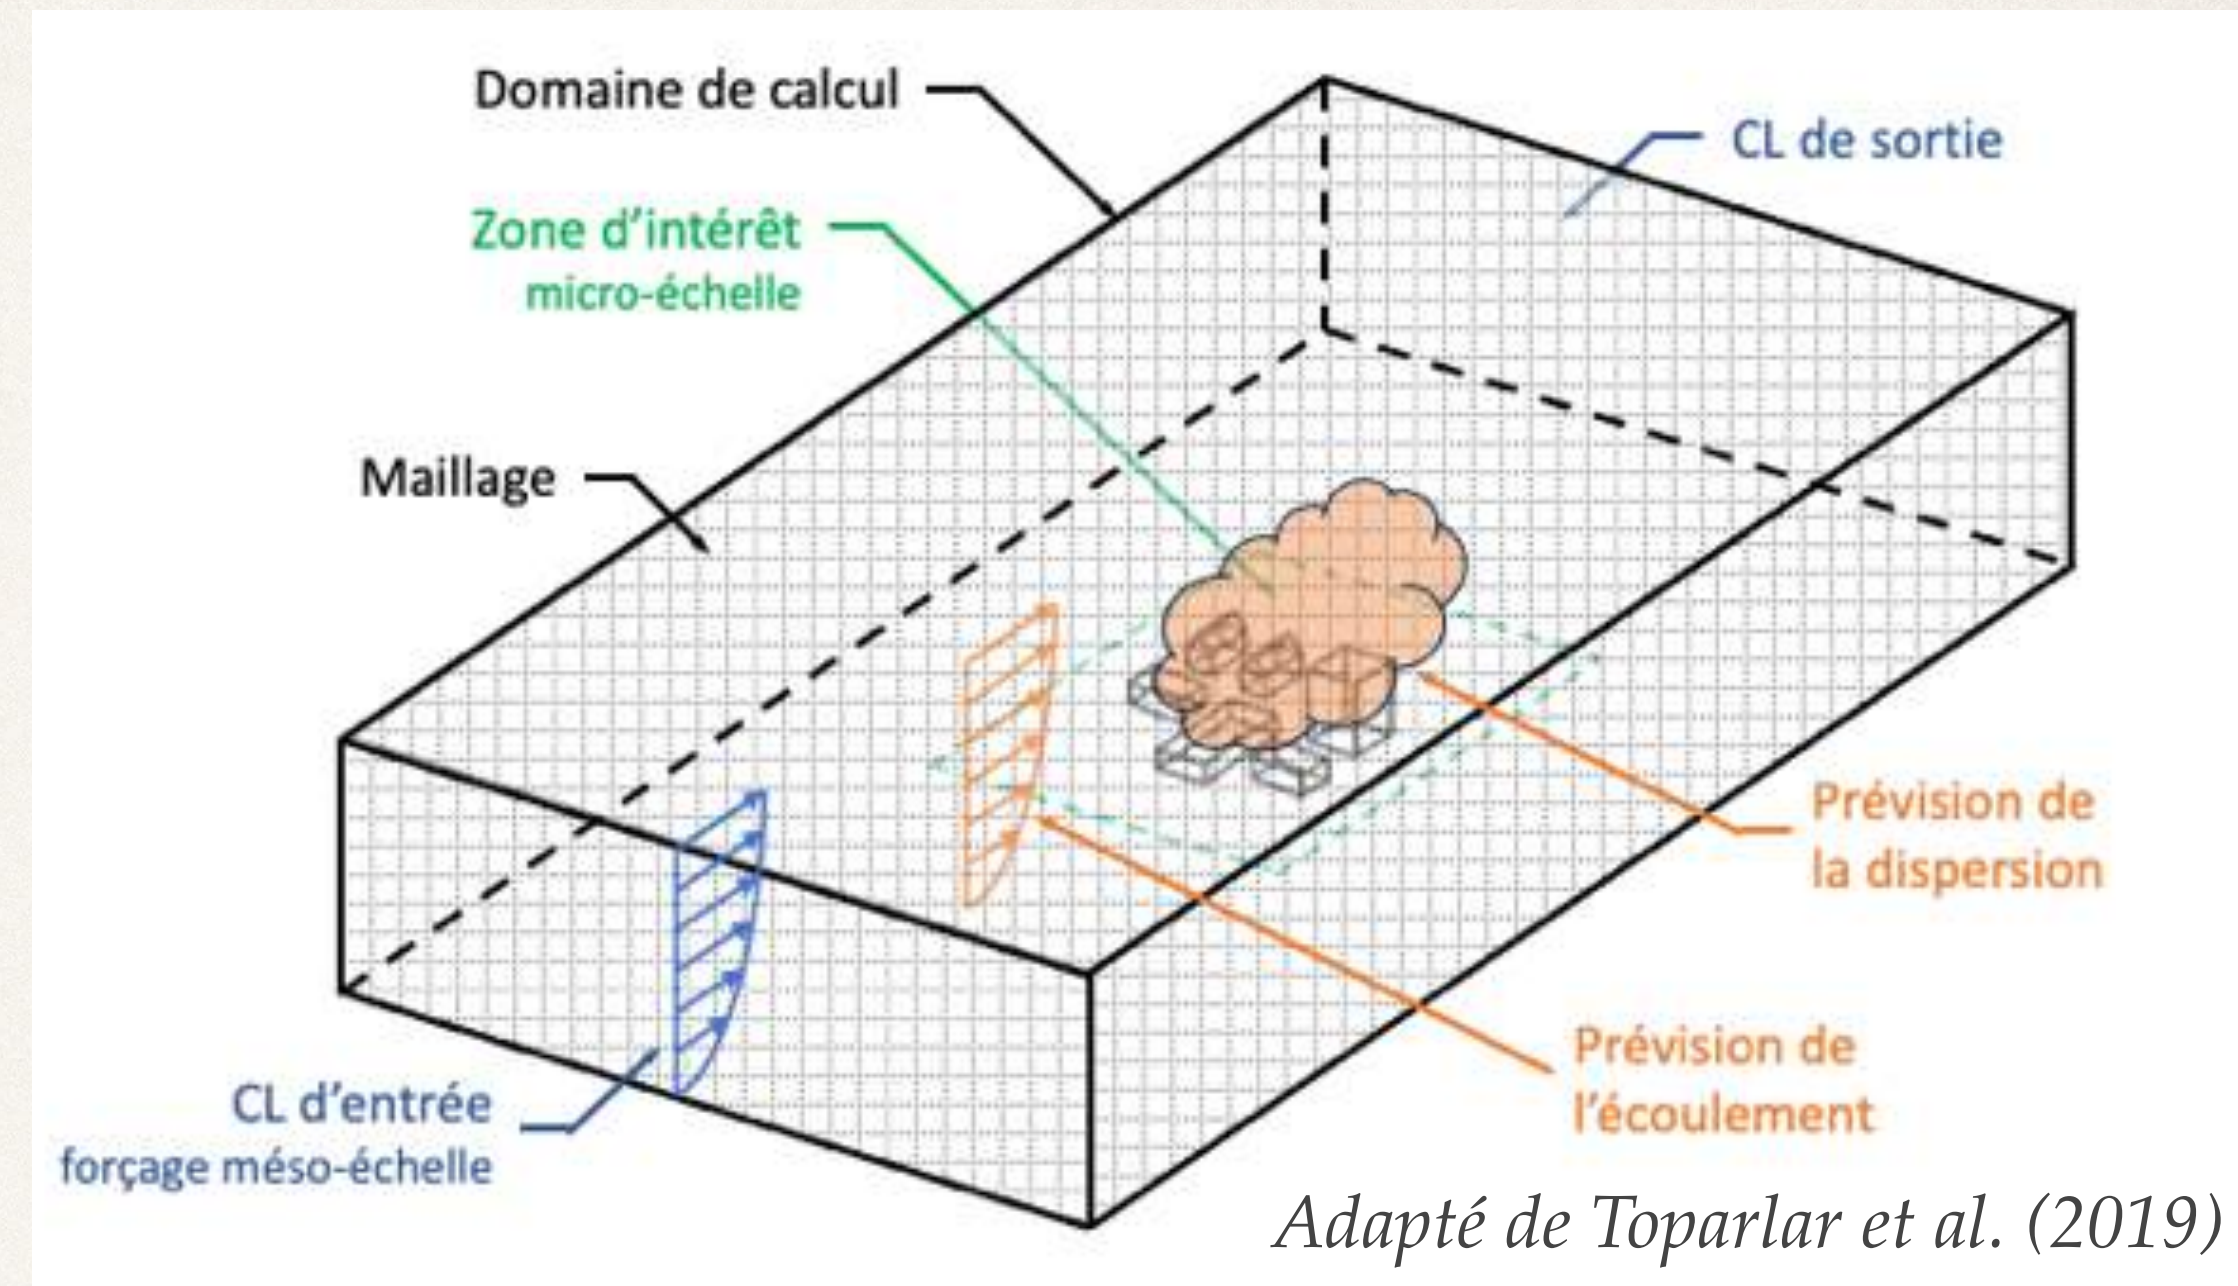 Domaine de calcul
CL de sortie
Zone d'intérêt
micro-échelle
Maillage
Prévision de
la dispersion
Prévision de
l'écoulement
CL d'entrée
forçage méso-échelle
Adapté de Toparlar et al. (2019)